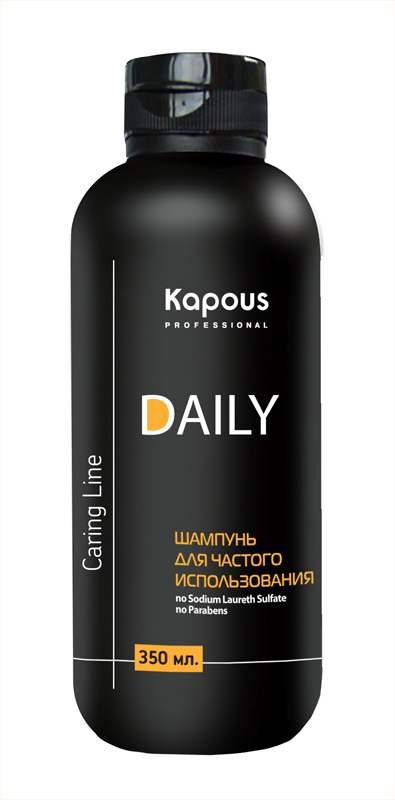 Kapous
PROFESSIONAL
DAILY
Caring Line
ШАМПУНЬ
ДЛЯ ЧАСТОГО
ИСПОЛЬЗОВАНИЯ
no Sodium Laureth Sulfate
no Parabens
350 мл.